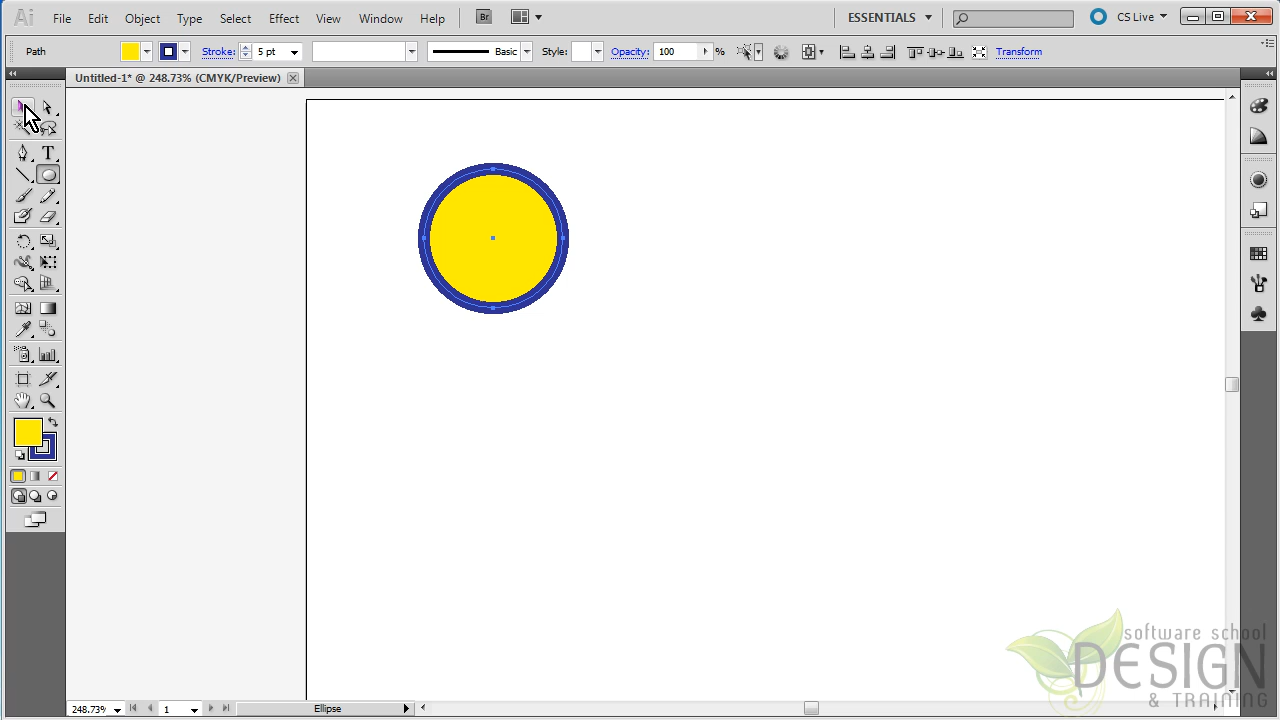 Ai File Edit Object Type Select Effect View Window Help Br ESSENTIALS CS Live
Path Stroke: 5 pt Basic Style: Opacity: 100 % Transform
Untitled-1* @ 248.73% (CMYK/Preview)
T
software school
DESIGN
& TRAINING
248.73% 1 Ellipse